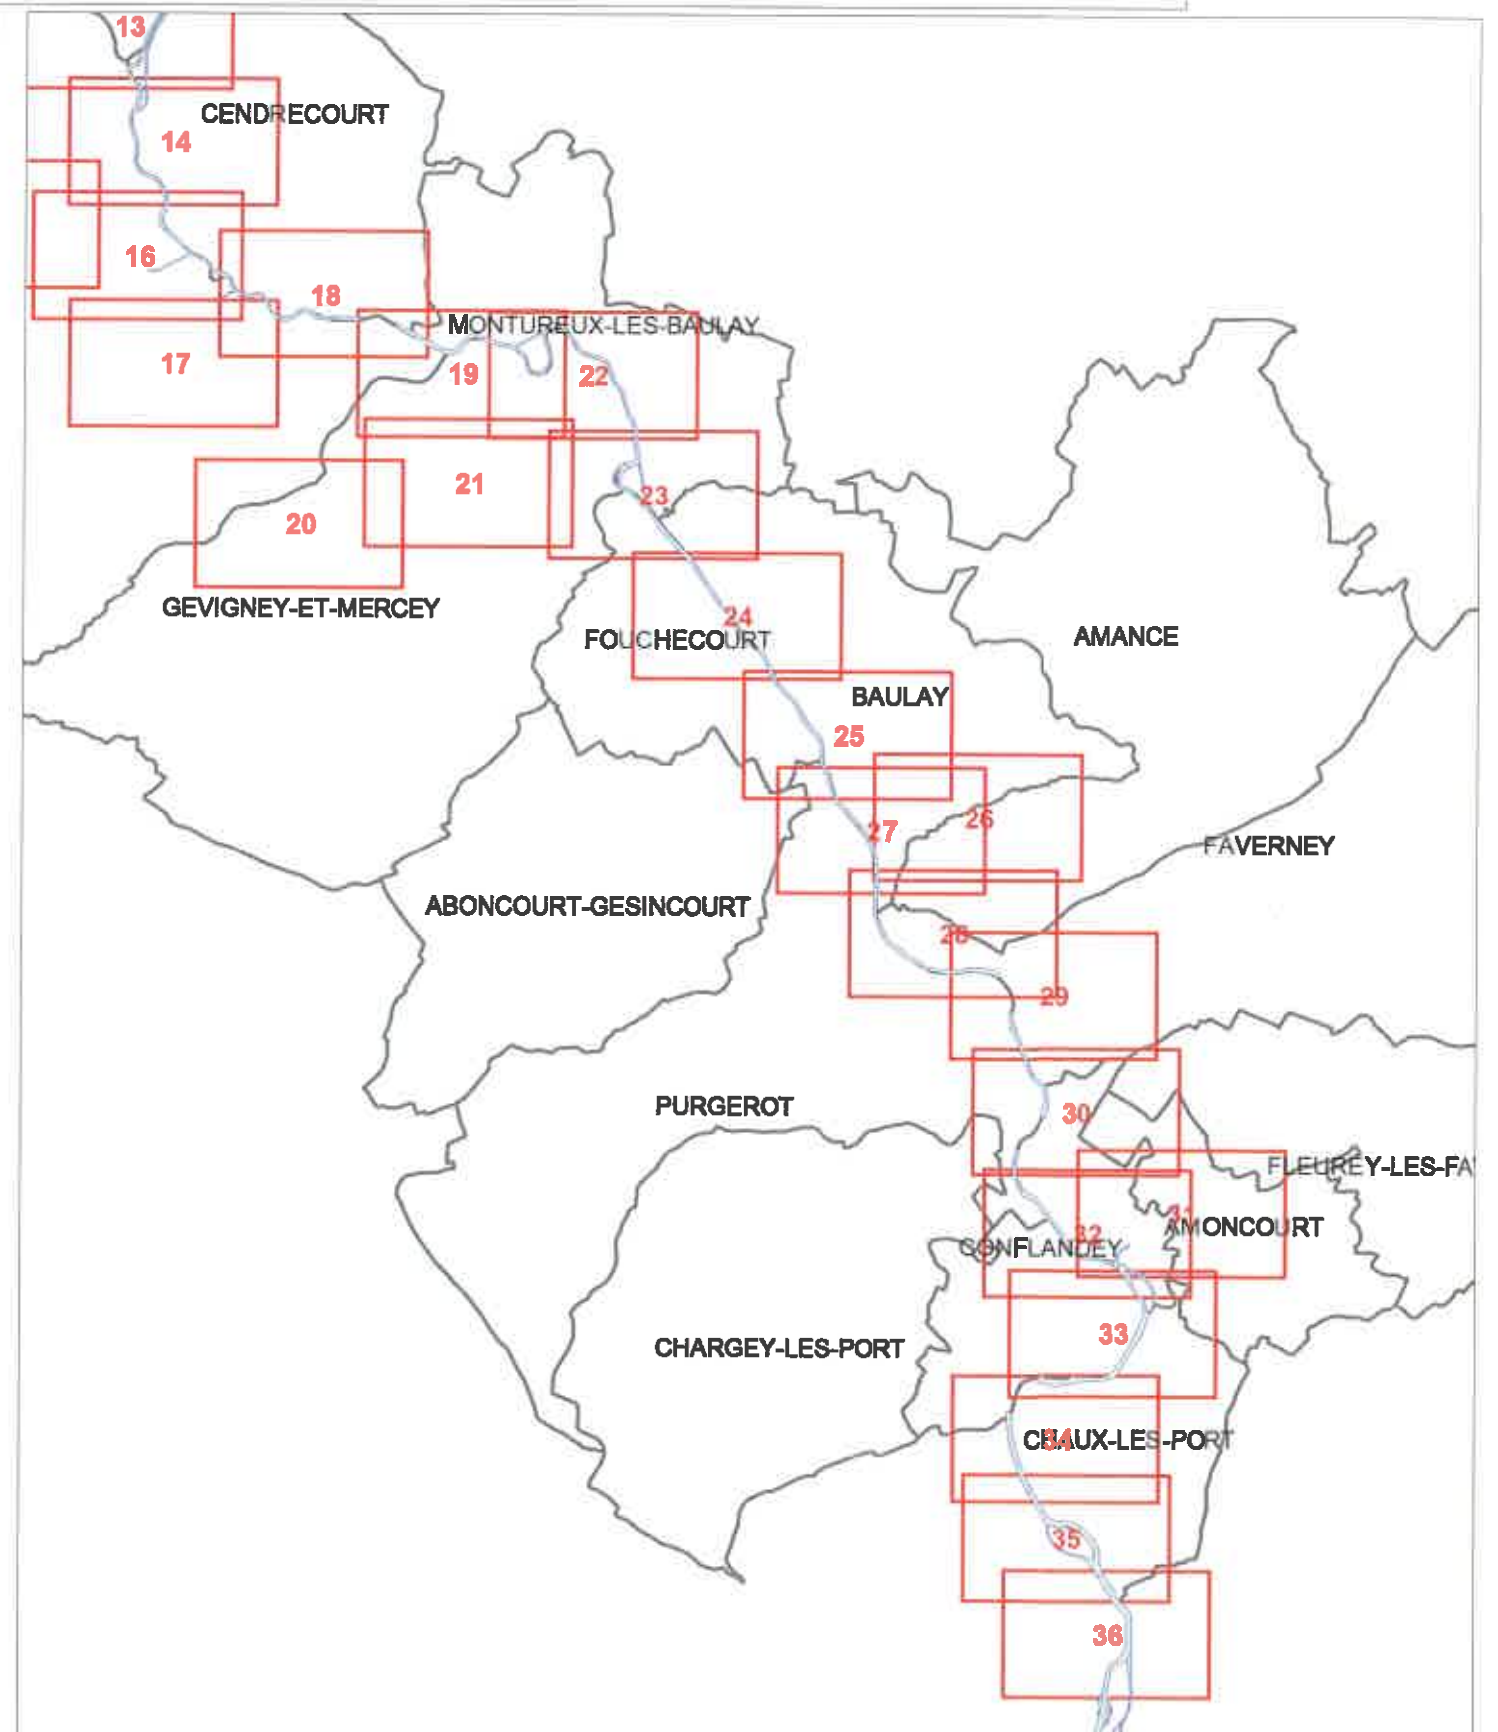 13
CENDRECOURT
14
16
18
MONTUREUX-LES-BAULAY
17
19
22
21
23
20
GEVIGNEY-ET-MERCEY
24
FOUCHECOURT
AMANCE
BAULAY
25
26
27
FAVERNEY
ABONCOURT-GESINCOURT
28
29
PURGEROT
30
FLEUREY-LES-FA
31
AMONCOURT
32
CONFLANDEY
33
CHARGEY-LES-PORT
CHAUX-LES-PORT
34
35
36